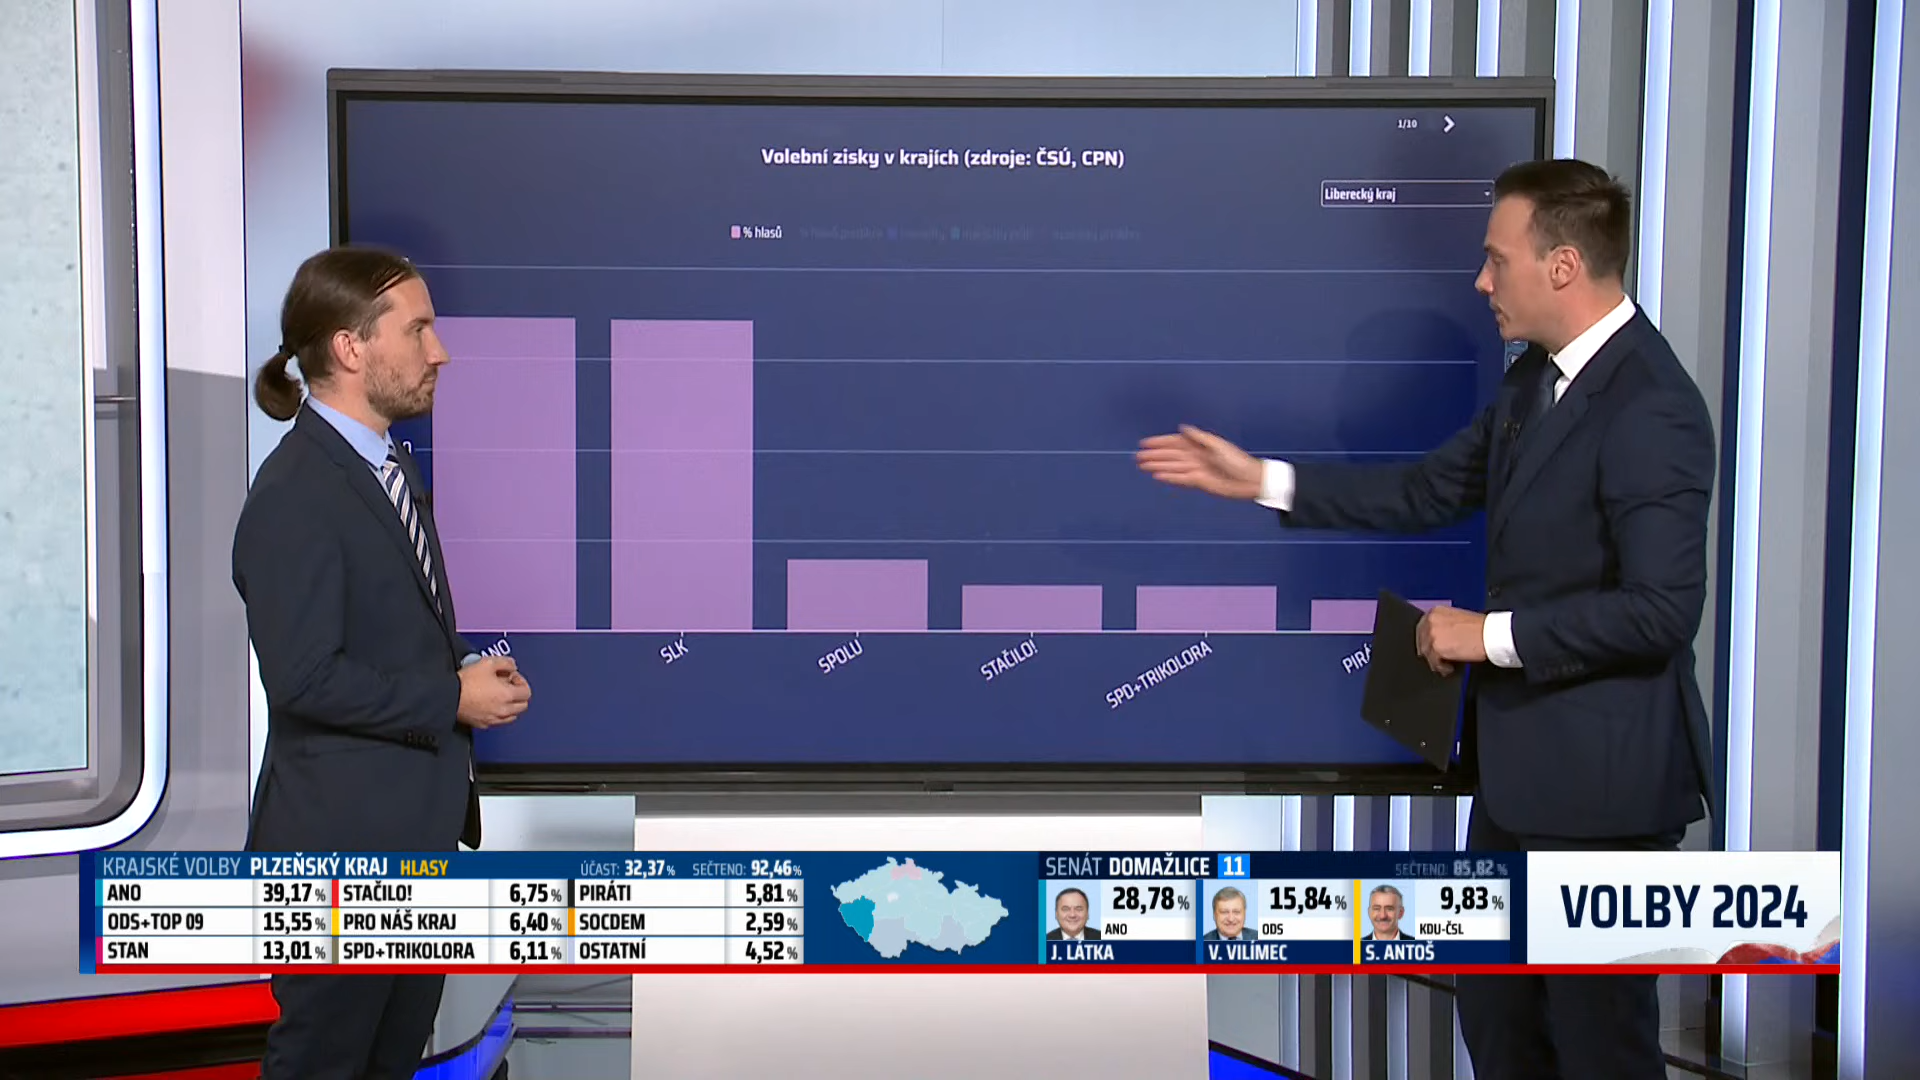 1/10
Volební zisky v krajích (zdroje: ČSÚ, CPN)
Liberecký kraj
% hlasů
ANO
SLK
SPOLU
STAČILO!
SPD+TRIKOLORA
KRAJSKÉ VOLBY PLZEŇSKÝ KRAJ HLASY ÚČAST: 32,37% SEČTENO: 92,46%
ANO 39,17% STAČILO! 6,75% PIRÁTI 5,81%
ODS+TOP 09 15,55% PRO NÁŠ KRAJ 6,40% SOCDEM 2,59%
STAN 13,01% SPD+TRIKOLORA 6,11% OSTATNÍ 4,52%
SENÁT DOMAŽLICE 11 SEČTENO: 85,82%
28,78% 15,84% 9,83%
ANO ODS KDU-ČSL
J. LÁTKA V. VILÍMEC S. ANTOŠ
VOLBY 2024